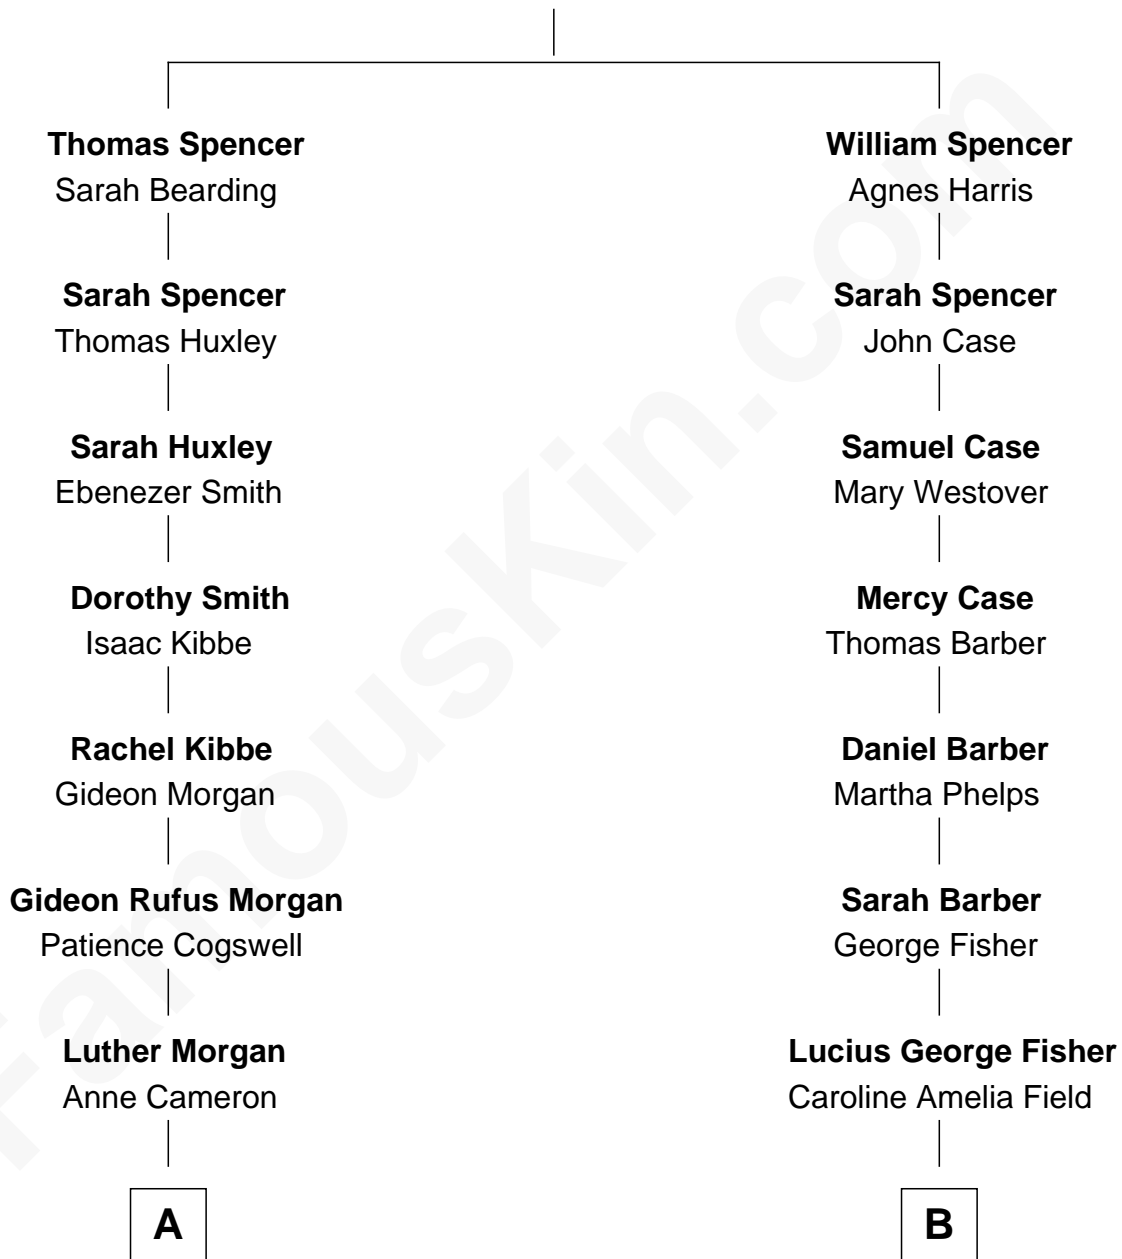 Thomas Spencer
Sarah Bearding
Sarah Spencer
Thomas Huxley
Sarah Huxley
Ebenezer Smith
Dorothy Smith
Isaac Kibbe
Rachel Kibbe
Gideon Morgan
Gideon Rufus Morgan
Patience Cogswell
Luther Morgan
Anne Cameron
A
William Spencer
Agnes Harris
Sarah Spencer
John Case
Samuel Case
Mary Westover
Mercy Case
Thomas Barber
Daniel Barber
Martha Phelps
Sarah Barber
George Fisher
Lucius George Fisher
Caroline Amelia Field
B
FamousKin.com